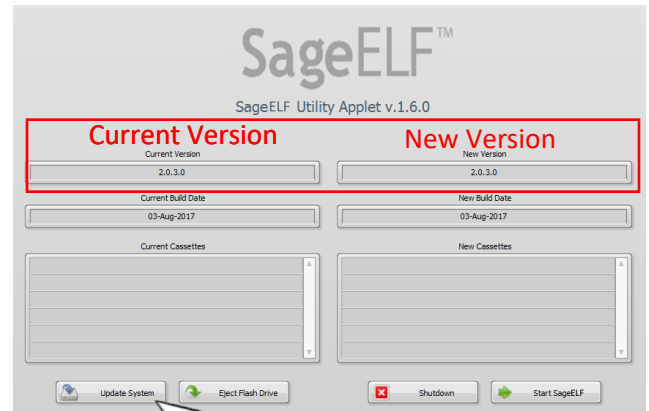 SageELF™
SageELF Utility Applet v.1.6.0
Current Version New Version
Current Version New Version
2.0.3.0 2.0.3.0
Current Build Date New Build Date
03-Aug-2017 03-Aug-2017
Current Cassettes New Cassettes
Update System Eject Flash Drive Shutdown Start SageELF